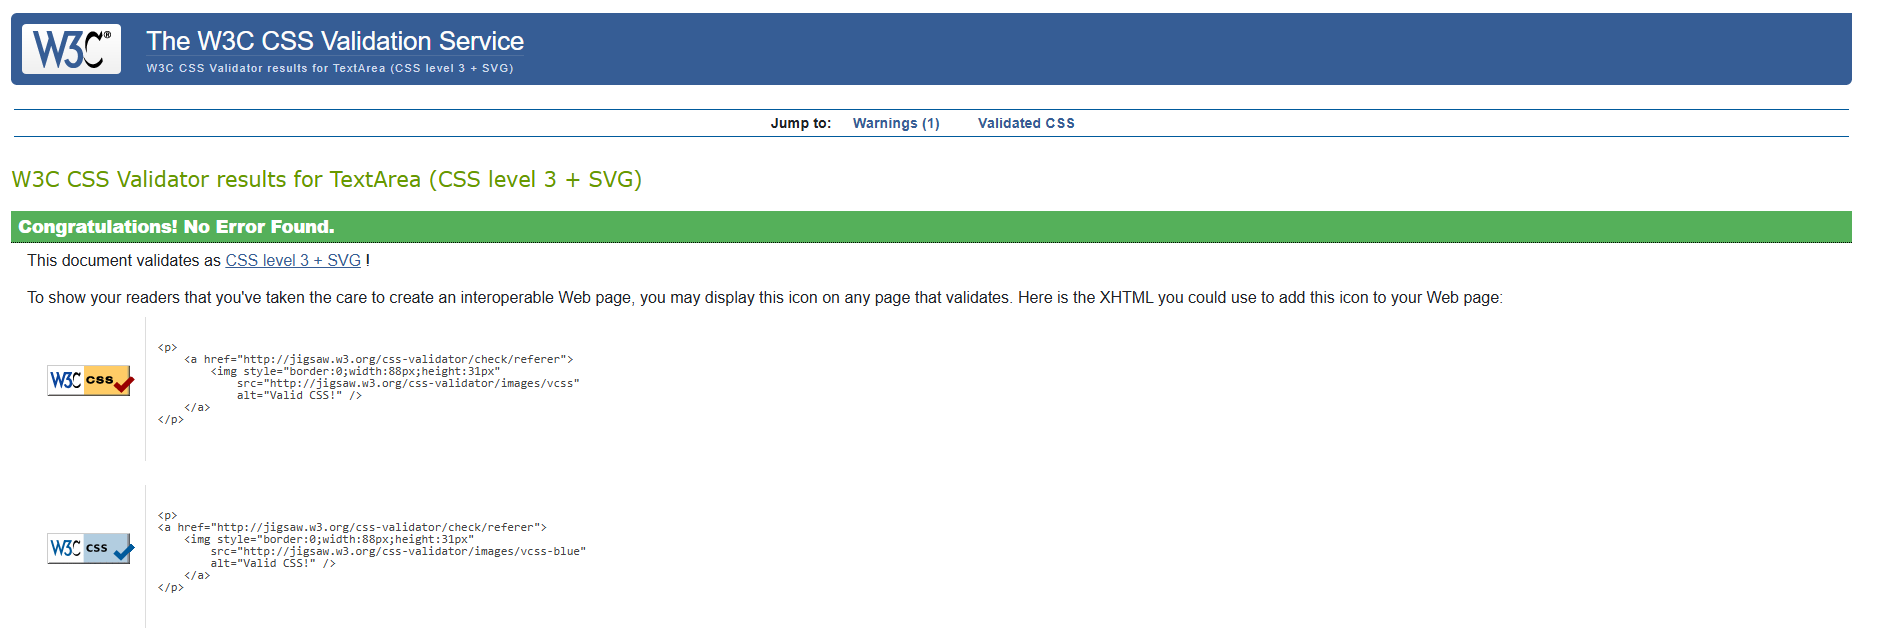 W3C®
The W3C CSS Validation Service
W3C CSS Validator results for TextArea (CSS level 3 + SVG)
Jump to: Warnings (1) Validated CSS
W3C CSS Validator results for TextArea (CSS level 3 + SVG)
Congratulations! No Error Found.
This document validates as CSS level 3 + SVG !
To show your readers that you've taken the care to create an interoperable Web page, you may display this icon on any page that validates. Here is the XHTML you could use to add this icon to your Web page:
W3C css
<p>
<a href="http://jigsaw.w3.org/css-validator/check/referer">
<img style="border:0;width:88px;height:31px"
src="http://jigsaw.w3.org/css-validator/images/vcss"
alt="Valid CSS!" />
</a>
</p>
W3C css
<p>
<a href="http://jigsaw.w3.org/css-validator/check/referer">
<img style="border:0;width:88px;height:31px"
src="http://jigsaw.w3.org/css-validator/images/vcss-blue"
alt="Valid CSS!" />
</a>
</p>